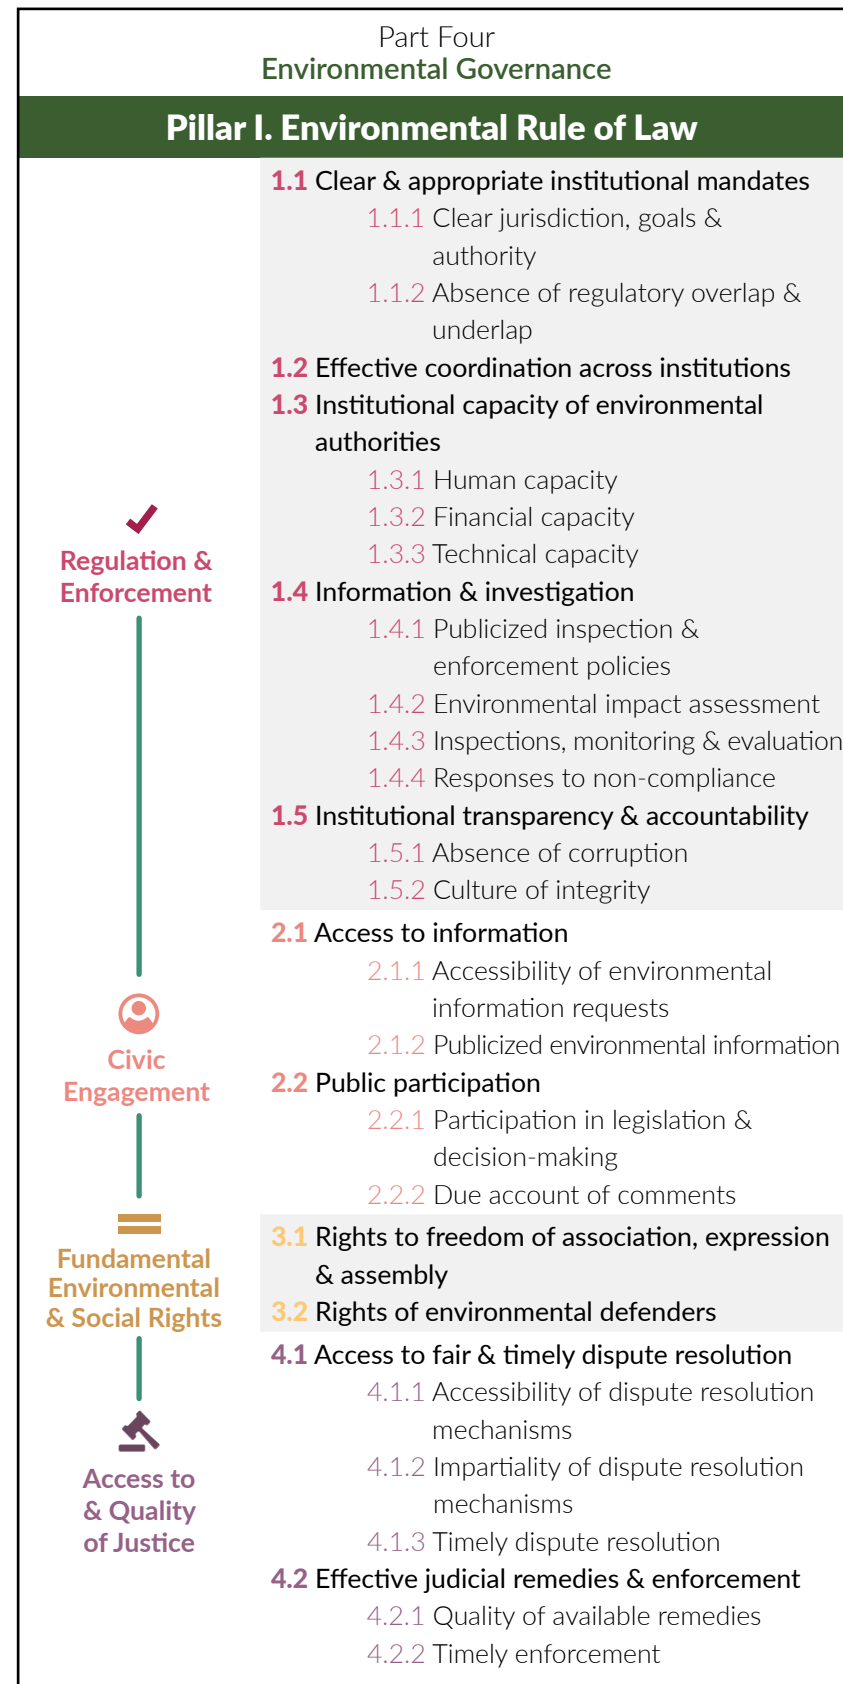 Part Four
Environmental Governance
Pillar I. Environmental Rule of Law
Regulation &
Enforcement
1.1 Clear & appropriate institutional mandates
1.1.1 Clear jurisdiction, goals &
authority
1.1.2 Absence of regulatory overlap &
underlap
1.2 Effective coordination across institutions
1.3 Institutional capacity of environmental
authorities
1.3.1 Human capacity
1.3.2 Financial capacity
1.3.3 Technical capacity
1.4 Information & investigation
1.4.1 Publicized inspection &
enforcement policies
1.4.2 Environmental impact assessment
1.4.3 Inspections, monitoring & evaluation
1.4.4 Responses to non-compliance
1.5 Institutional transparency & accountability
1.5.1 Absence of corruption
1.5.2 Culture of integrity
Civic
Engagement
2.1 Access to information
2.1.1 Accessibility of environmental
information requests
2.1.2 Publicized environmental information
2.2 Public participation
2.2.1 Participation in legislation &
decision-making
2.2.2 Due account of comments
Fundamental
Environmental
& Social Rights
3.1 Rights to freedom of association, expression
& assembly
3.2 Rights of environmental defenders
Access to
& Quality
of Justice
4.1 Access to fair & timely dispute resolution
4.1.1 Accessibility of dispute resolution
mechanisms
4.1.2 Impartiality of dispute resolution
mechanisms
4.1.3 Timely dispute resolution
4.2 Effective judicial remedies & enforcement
4.2.1 Quality of available remedies
4.2.2 Timely enforcement